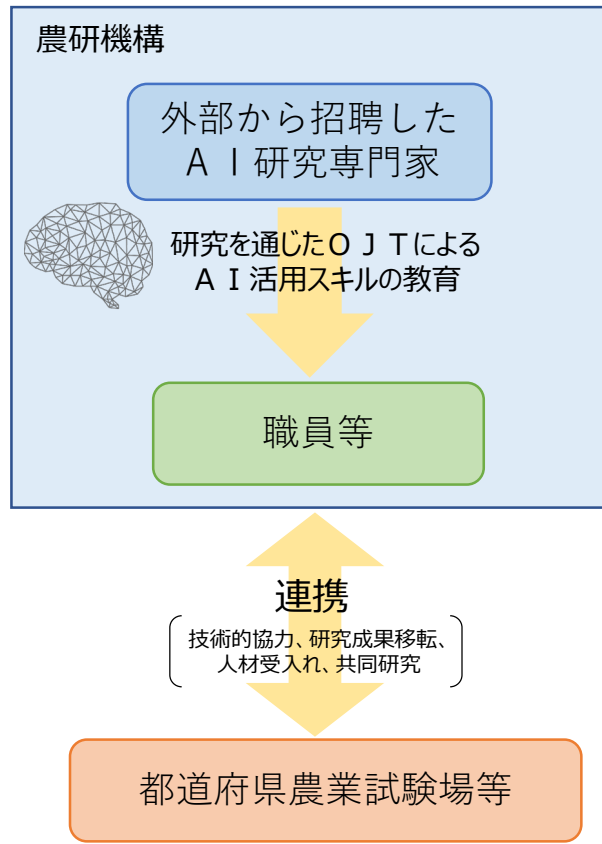 農研機構
外部から招聘した
ＡＩ研究専門家
研究を通じたＯＪＴによる
ＡＩ活用スキルの教育
職員等
連携
技術的協力、研究成果移転、
人材受入れ、共同研究
都道府県農業試験場等